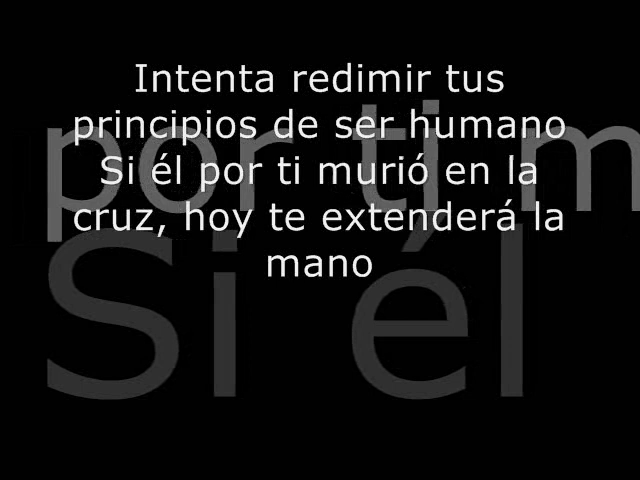 Intenta redimir tus
principios de ser humano
Si él por ti murió en la
cruz, hoy te extenderá la
mano
por ti m
Si él